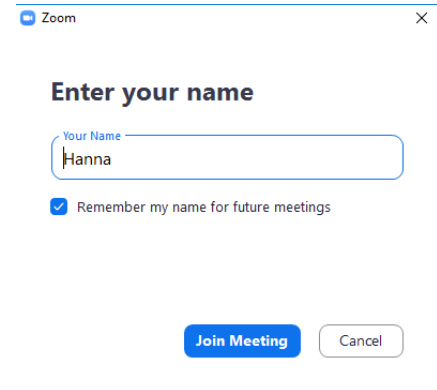 Zoom
Enter your name
Your Name
Hanna
Remember my name for future meetings
Join Meeting Cancel